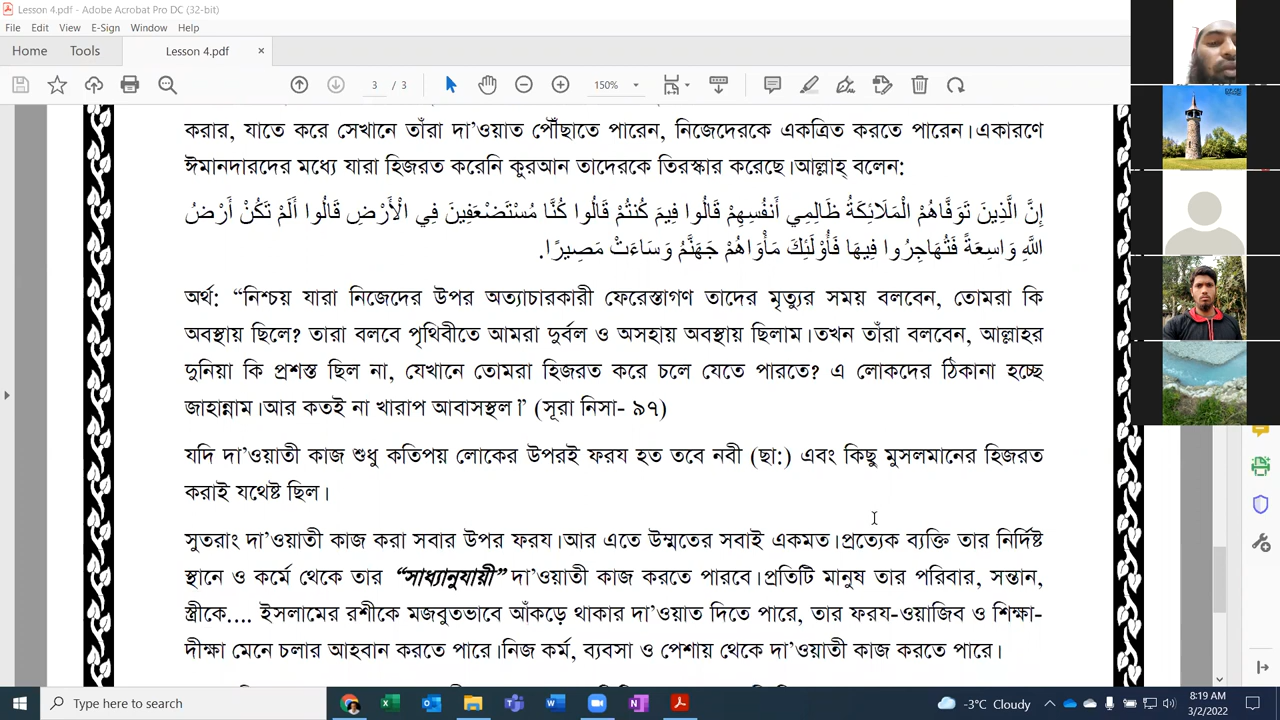 Lesson 4.pdf - Adobe Acrobat Pro DC (32-bit)
File Edit View E-Sign Window Help
Home Tools Lesson 4.pdf ×
3 / 3 150%
করার, যাতে করে সেখানে তাঁরা দা’ওয়াত পৌঁছাতে পারেন, নিজেদেরকে একত্রিত করতে পারেন।একারণে
ঈমানদারদের মধ্যে যারা হিজরত করেনি ক্বুরআন তাদেরকে তিরস্কার করেছে।আল্লাহ্ বলেন:
إِنَّ الَّذِينَ تَوَفَّاهُمُ الْمَلَائِكَةُ ظَالِمِي أَنفُسِهِمْ قَالُوا فِيمَ كُنتُمْ قَالُوا كُنَّا مُسْتَضْعَفِينَ فِي الْأَرْضِ قَالُوا أَلَمْ تَكُنْ أَرْضُ
اللَّهِ وَاسِعَةً فَتُهَاجِرُوا فِيهَا فَأُوْلَئِكَ مَأْوَاهُمْ جَهَنَّمُ وَسَاءَتْ مَصِيرًا.
অর্থ: “নিশ্চয় যারা নিজেদের উপর অত্যাচারকারী ফেরেস্তাগণ তাদের মৃত্যুর সময় বলবেন, তোমরা কি
অবস্থায় ছিলে? তারা বলবে পৃথিবীতে আমরা দুর্বল ও অসহায় অবস্থায় ছিলাম।তখন তাঁরা বলবেন, আল্লাহর
দুনিয়া কি প্রশস্ত ছিল না, যেখানে তোমরা হিজরত করে চলে যেতে পারতে? এ লোকদের ঠিকানা হচ্ছে
জাহান্নাম।আর কতই না খারাপ আবাসস্থল।” (সূরা নিসা- ৯৭)
যদি দা’ওয়াতী কাজ শুধু কতিপয় লোকের উপরই ফরয হত তবে নবী (ছা:) এবং কিছু মুসলমানের হিজরত
করাই যথেষ্ট ছিল।
সুতরাং দা’ওয়াতী কাজ করা সবার উপর ফরয।আর এতে উম্মতের সবাই একমত।প্রত্যেক ব্যক্তি তার নির্দিষ্ট
স্থানে ও কর্মে থেকে তার “সাধ্যানুযায়ী” দা’ওয়াতী কাজ করতে পারবে।প্রতিটি মানুষ তার পরিবার, সন্তান,
স্ত্রীকে.... ইসলামের রশীকে মজবুতভাবে আঁকড়ে থাকার দা’ওয়াত দিতে পারে, তার ফরয-ওয়াজিব ও শিক্ষা-
দীক্ষা মেনে চলার আহবান করতে পারে।নিজ কর্ম, ব্যবসা ও পেশায় থেকে দা’ওয়াতী কাজ করতে পারে।
Type here to search
-3°C Cloudy
8:19 AM
3/2/2022